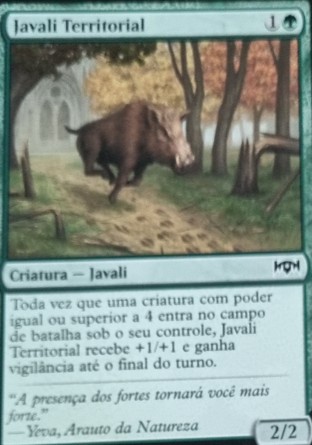 Javali Territorial 1
Criatura — Javali
Toda vez que uma criatura com poder
igual ou superior a 4 entra no campo
de batalha sob o seu controle, Javali
Territorial recebe +1/+1 e ganha
vigilância até o final do turno.
“A presença dos fortes tornará você mais
forte.”
— Yeva, Arauto da Natureza
2/2